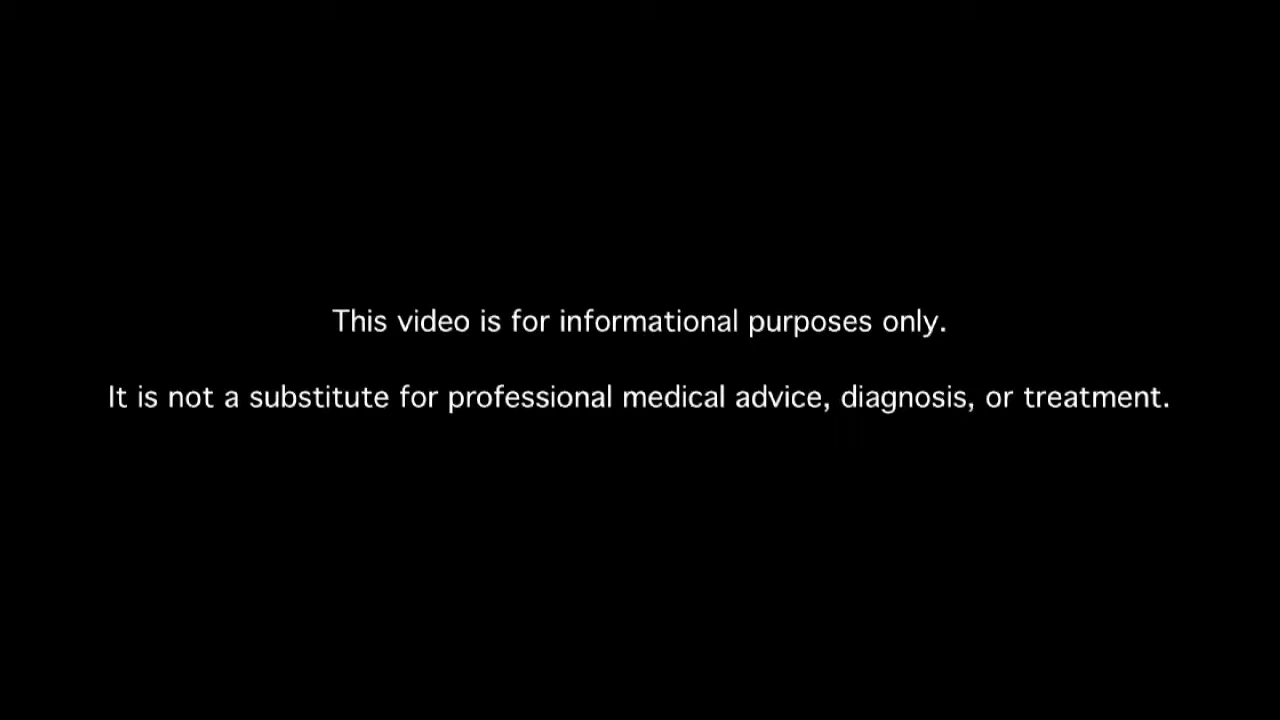 This video is for informational purposes only.
It is not a substitute for professional medical advice, diagnosis, or treatment.